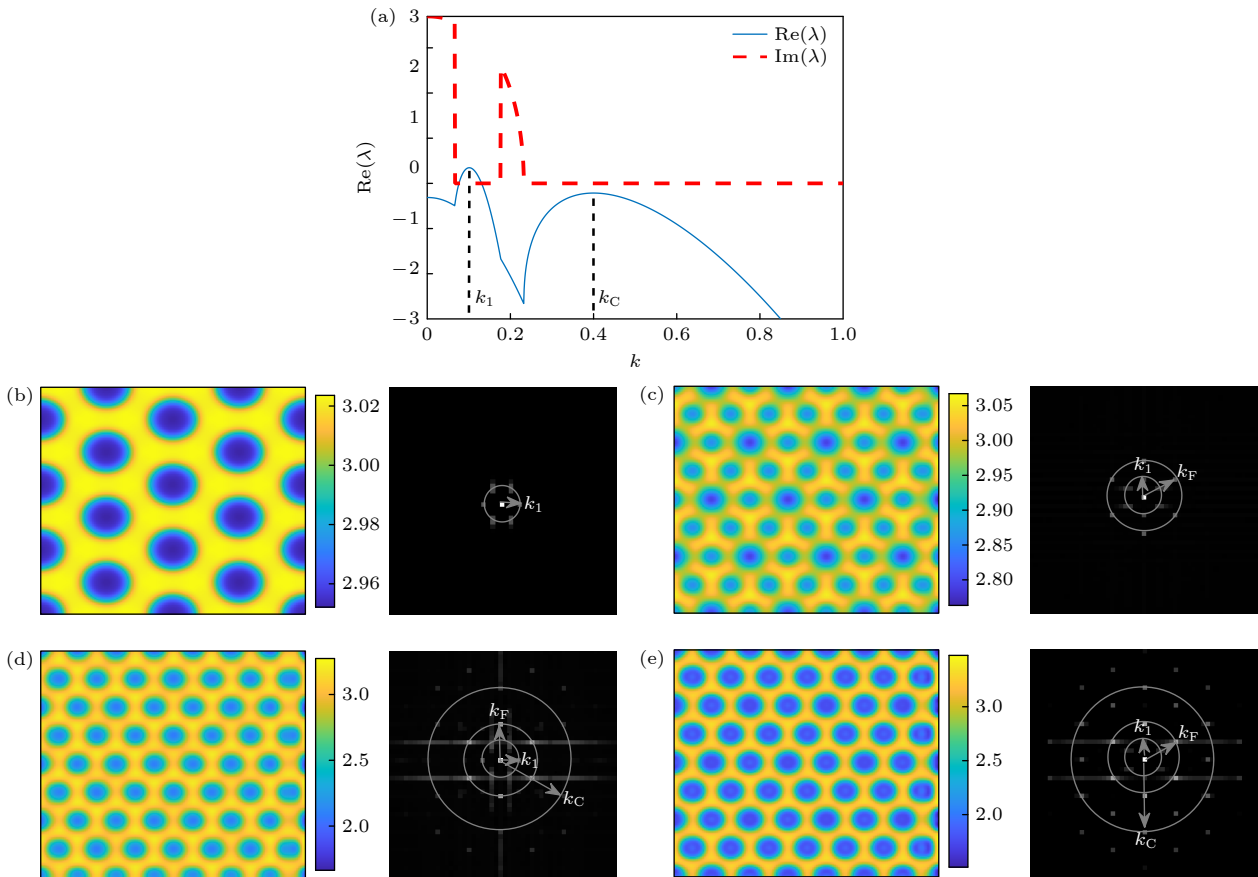 (a)
3
2
1
0
−1
−2
−3
Re(λ)
Re(λ)
Im(λ)
k1
kC
0
0.2
0.4
0.6
0.8
1.0
k
(b)
3.02
3.00
2.98
2.96
k1
(c)
3.05
3.00
2.95
2.90
2.85
2.80
k1
kF
(d)
3.0
2.5
2.0
kF
k1
kC
(e)
3.0
2.5
2.0
k1
kF
kC